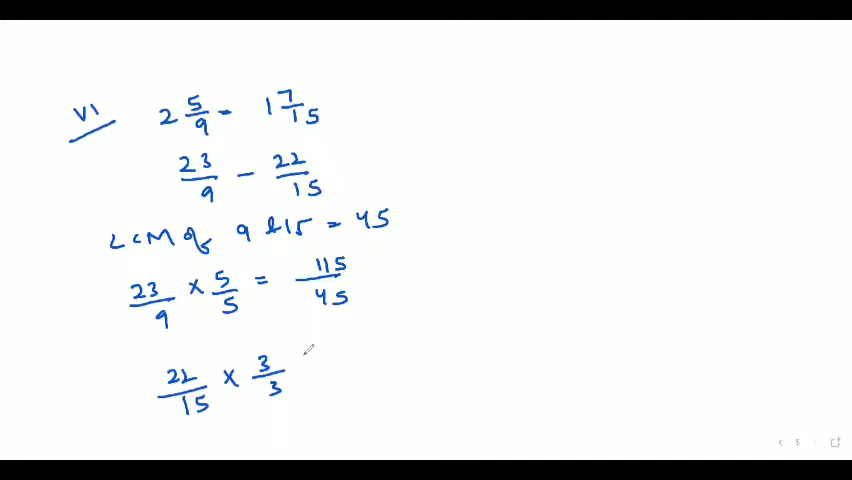 VI 2 5/9 - 1 7/15
23/9 - 22/15
LCM of 9 & 15 = 45
23/9 × 5/5 = 115/45
22/15 × 3/3
5